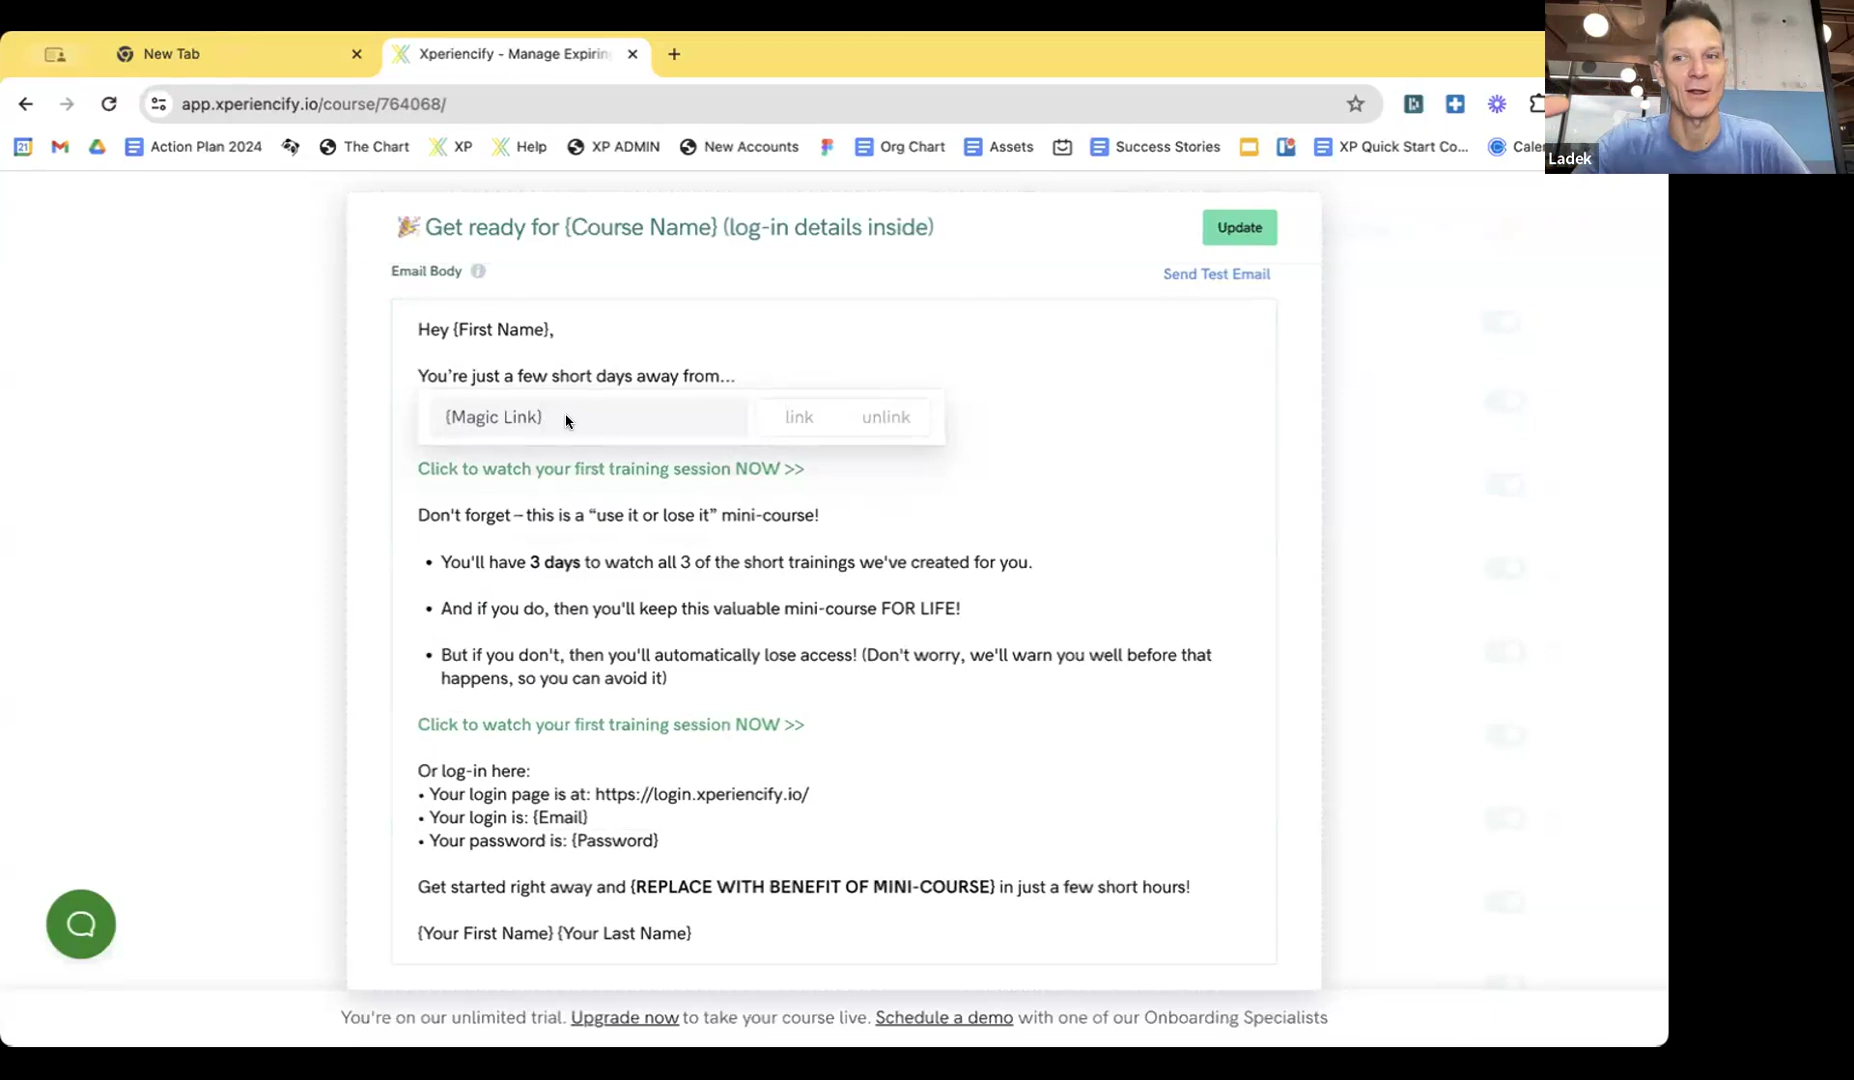 New Tab
Xperiencify - Manage Expirin
app.xperiencify.io/course/764068/
21
Action Plan 2024
The Chart
XP
Help
XP ADMIN
New Accounts
Org Chart
Assets
Success Stories
XP Quick Start Co...
Caler
Ladek
🎉 Get ready for {Course Name} (log-in details inside)
Update
Email Body
Send Test Email
Hey {First Name},
You're just a few short days away from...
{Magic Link}
link
unlink
Click to watch your first training session NOW >>
Don't forget – this is a “use it or lose it” mini-course!
• You'll have 3 days to watch all 3 of the short trainings we've created for you.
• And if you do, then you'll keep this valuable mini-course FOR LIFE!
• But if you don't, then you'll automatically lose access! (Don't worry, we'll warn you well before that
happens, so you can avoid it)
Click to watch your first training session NOW >>
Or log-in here:
• Your login page is at: https://login.xperiencify.io/
• Your login is: {Email}
• Your password is: {Password}
Get started right away and {REPLACE WITH BENEFIT OF MINI-COURSE} in just a few short hours!
{Your First Name} {Your Last Name}
You're on our unlimited trial. Upgrade now to take your course live. Schedule a demo with one of our Onboarding Specialists